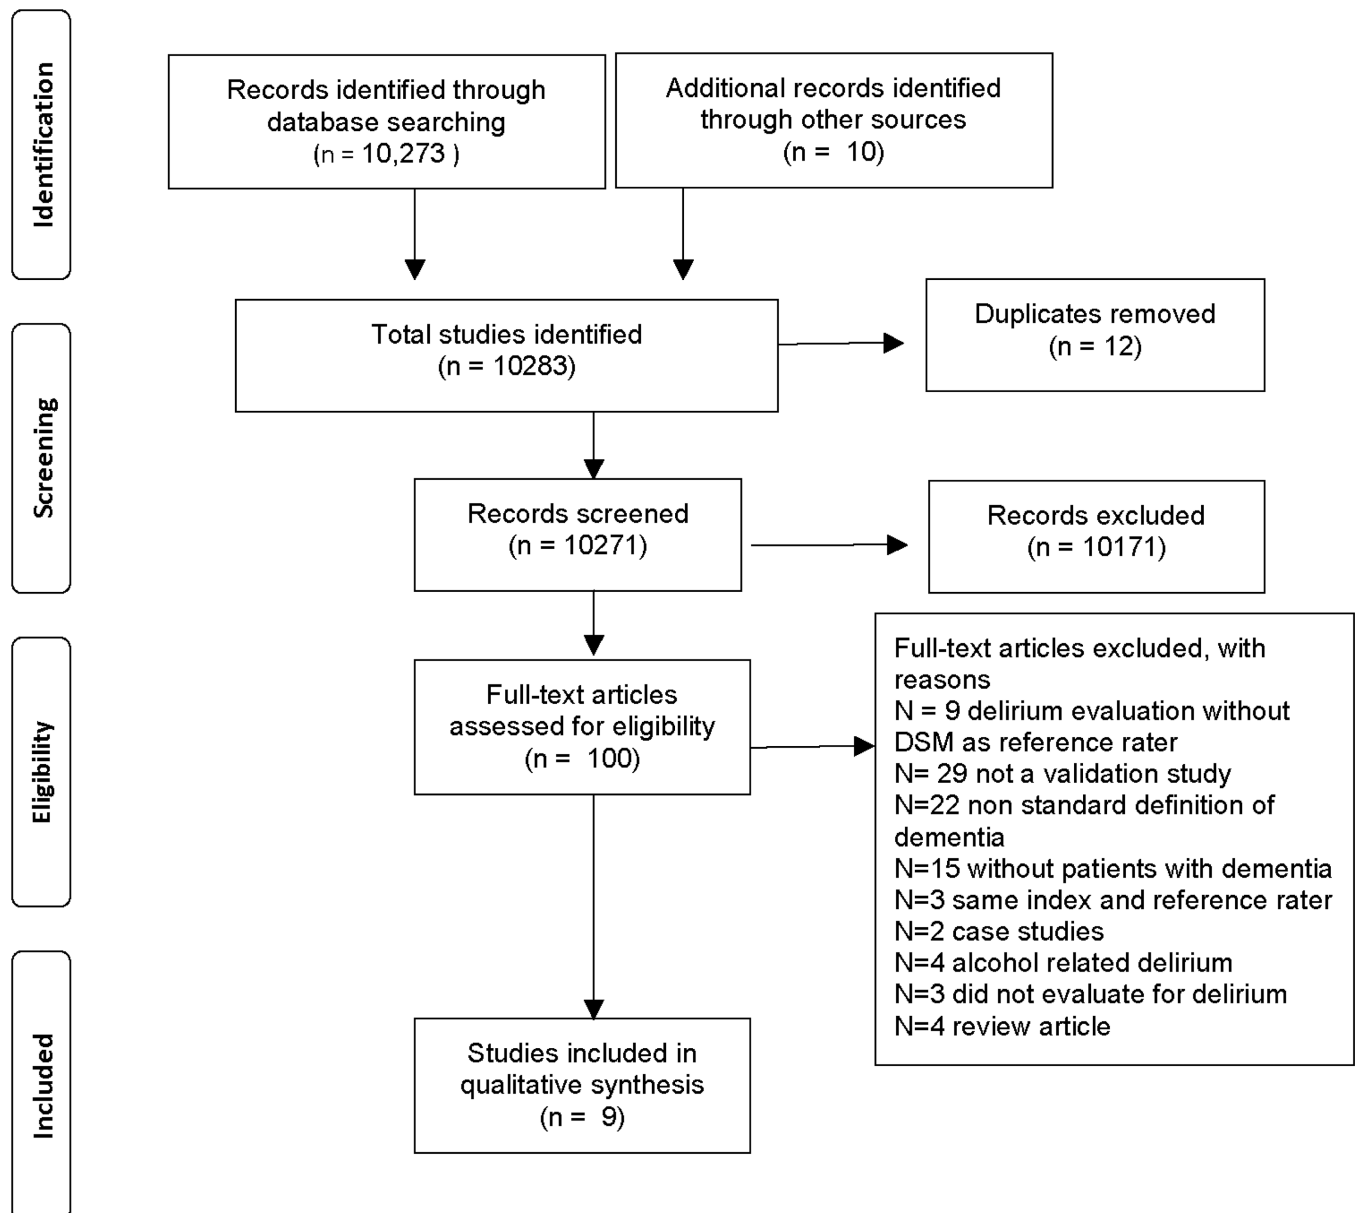 Identification
Records identified through
database searching
(n = 10,273 )
Additional records identified
through other sources
(n =  10)
Screening
Total studies identified
(n = 10283)
Duplicates removed
(n = 12)
Records screened
(n = 10271)
Records excluded
(n = 10171)
Eligibility
Full-text articles
assessed for eligibility
(n =  100)
Full-text articles excluded, with
reasons
N = 9 delirium evaluation without
DSM as reference rater
N= 29 not a validation study
N=22 non standard definition of
dementia
N=15 without patients with dementia
N=3 same index and reference rater
N=2 case studies
N=4 alcohol related delirium
N=3 did not evaluate for delirium
N=4 review article
Included
Studies included in
qualitative synthesis
(n =  9)